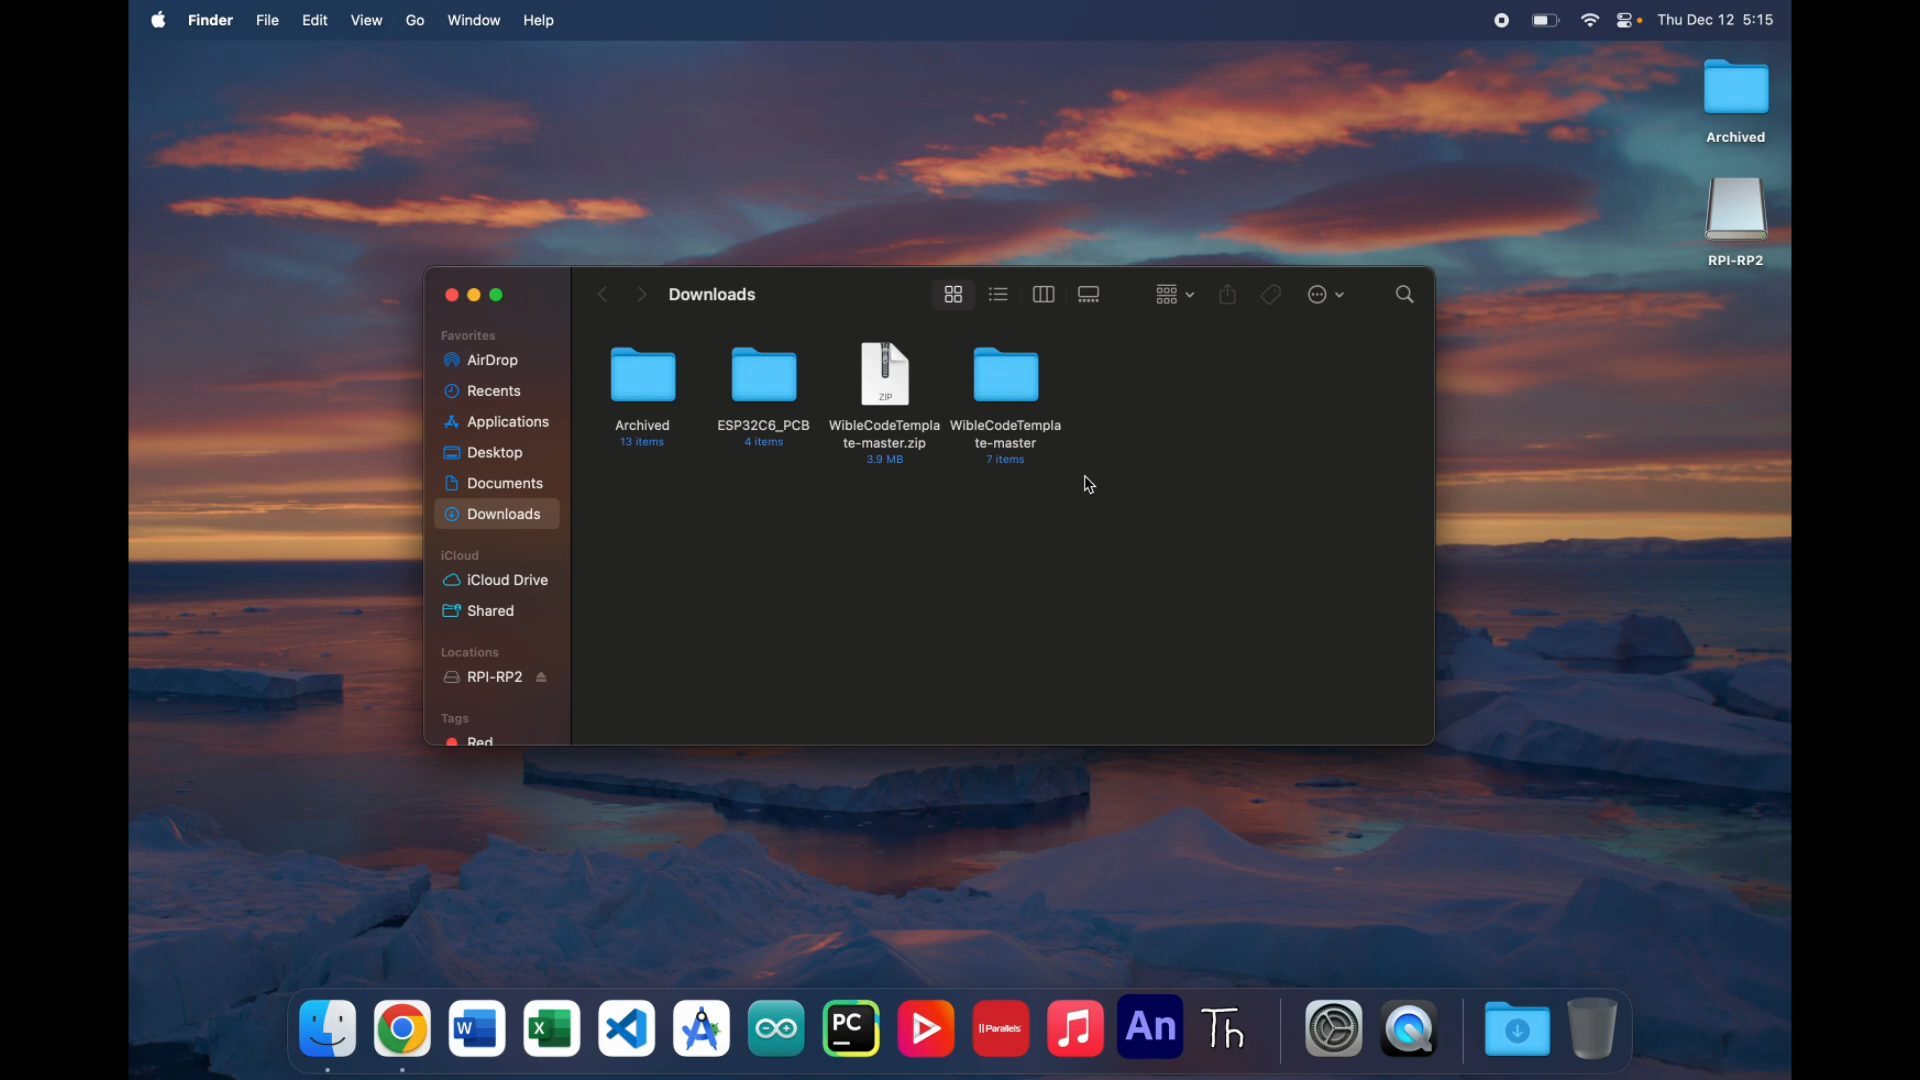 Finder File Edit View Go Window Help
Thu Dec 12 5:15
Archived
RPI-RP2
Downloads
Favorites
AirDrop
Recents
Applications
Desktop
Documents
Downloads
iCloud
iCloud Drive
Shared
Locations
RPI-RP2
Tags
Red
Archived
13 items
ESP32C6_PCB
4 items
ZIP
WibleCodeTempla
te-master.zip
3.9 MB
WibleCodeTempla
te-master
7 items
W
X
PC
Parallels
An
Th